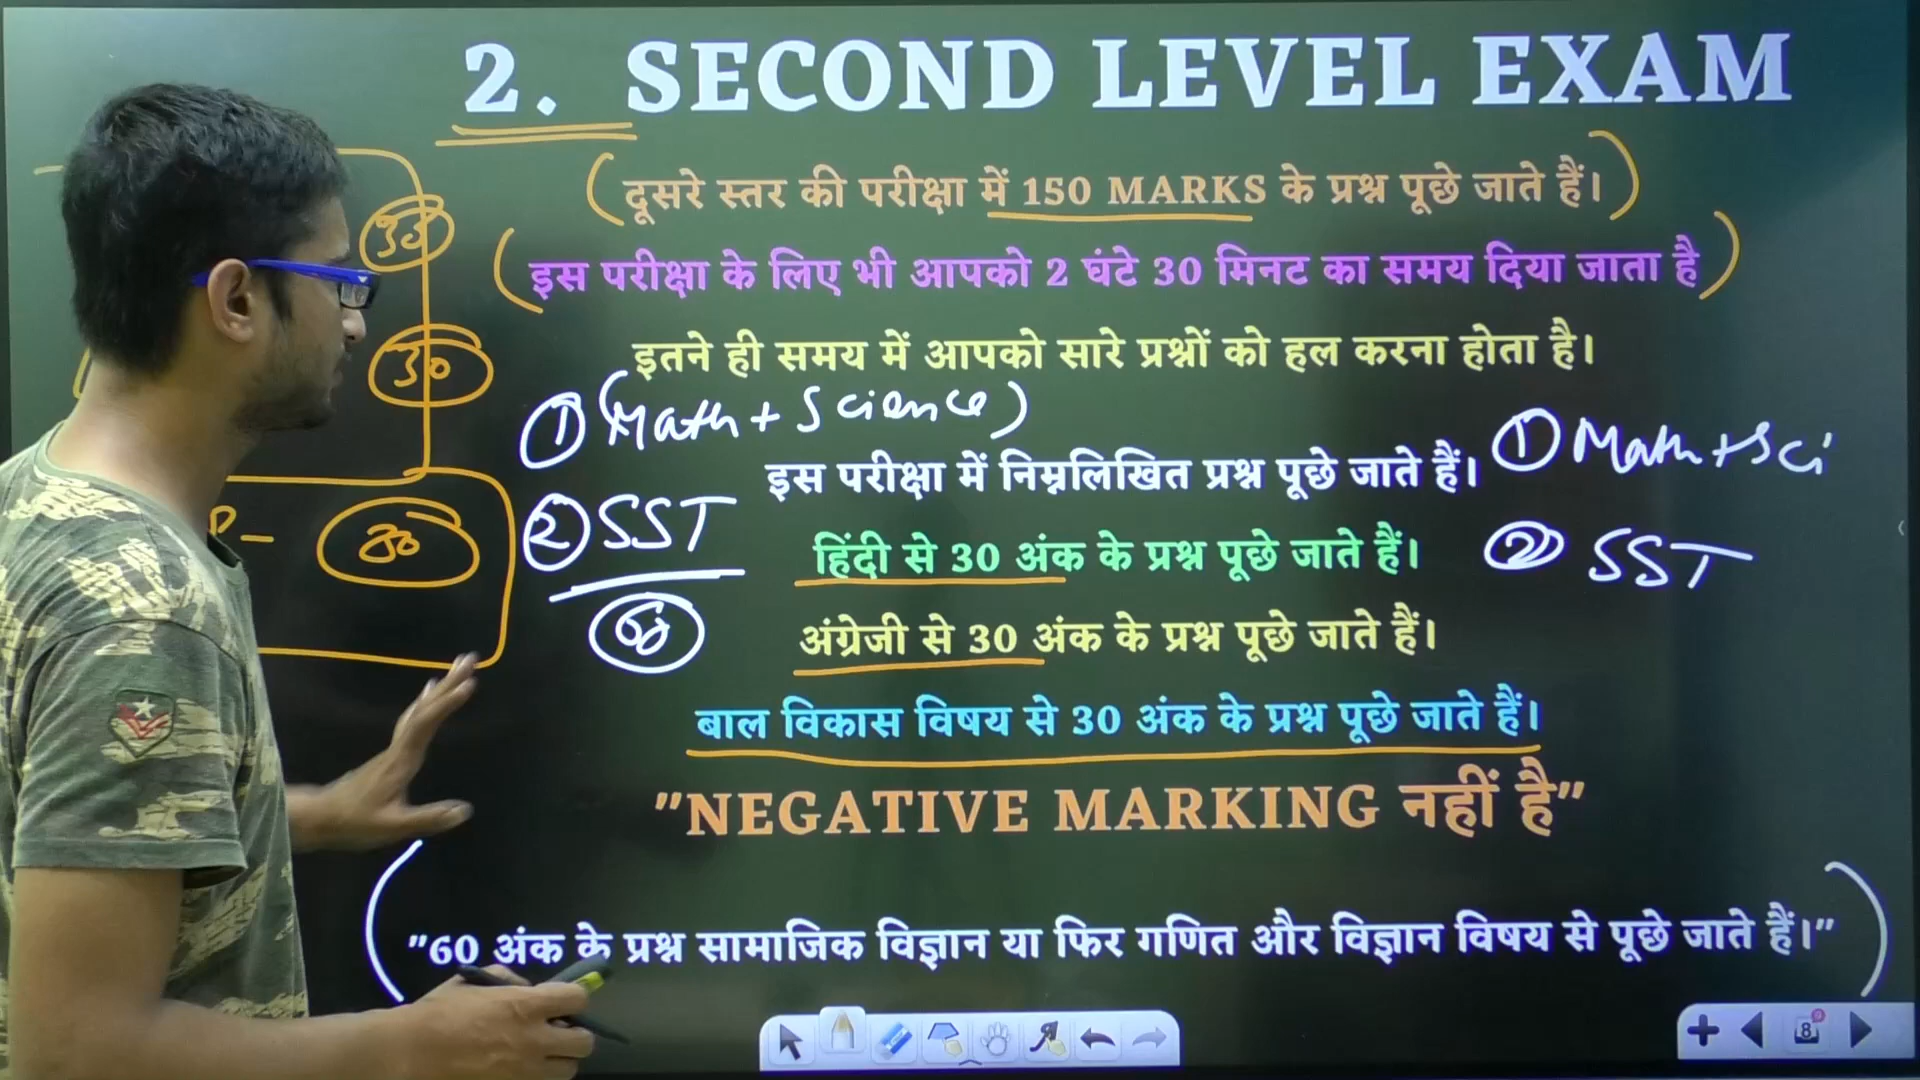 2. SECOND LEVEL EXAM
दूसरे स्तर की परीक्षा में 150 MARKS के प्रश्न पूछे जाते हैं।
इस परीक्षा के लिए भी आपको 2 घंटे 30 मिनट का समय दिया जाता है
इतने ही समय में आपको सारे प्रश्नों को हल करना होता है।
① (Math + Science)
इस परीक्षा में निम्नलिखित प्रश्न पूछे जाते हैं।
① Math + Sci
② SST
हिंदी से 30 अंक के प्रश्न पूछे जाते हैं।
② SST
60
अंग्रेजी से 30 अंक के प्रश्न पूछे जाते हैं।
बाल विकास विषय से 30 अंक के प्रश्न पूछे जाते हैं।
"NEGATIVE MARKING नहीं है"
"60 अंक के प्रश्न सामाजिक विज्ञान या फिर गणित और विज्ञान विषय से पूछे जाते हैं।"
30
30
P - 30
8